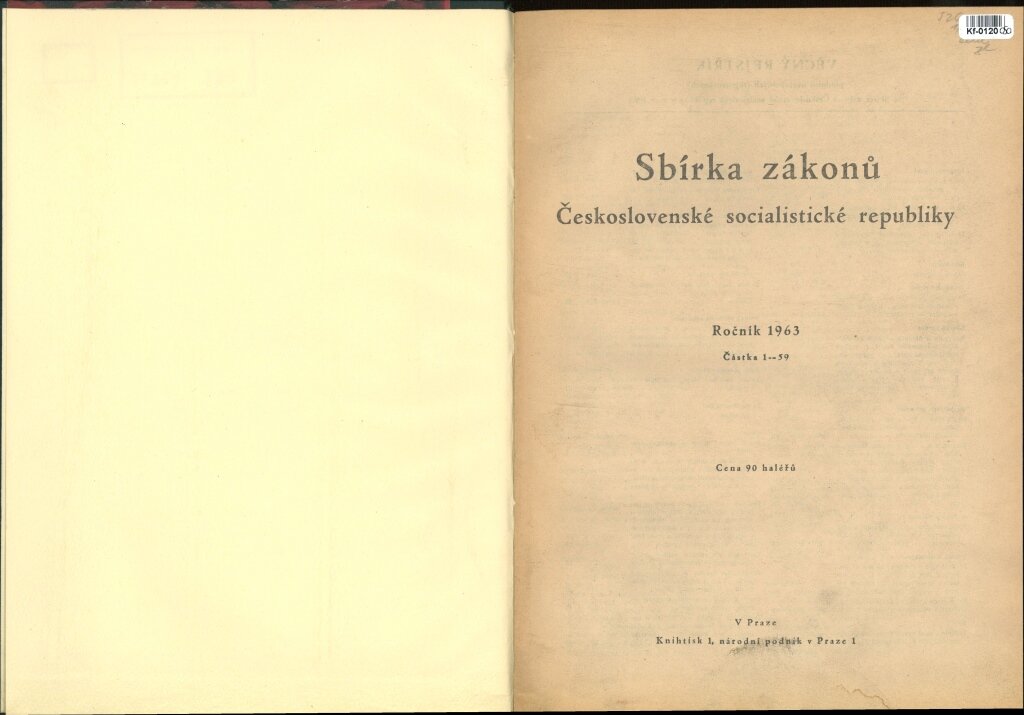 Kf-0120
Sbírka zákonů
Československé socialistické republiky
Ročník 1963
Částka 1--59
Cena 90 haléřů
V Praze
Knihtisk 1, národní podnik v Praze 1